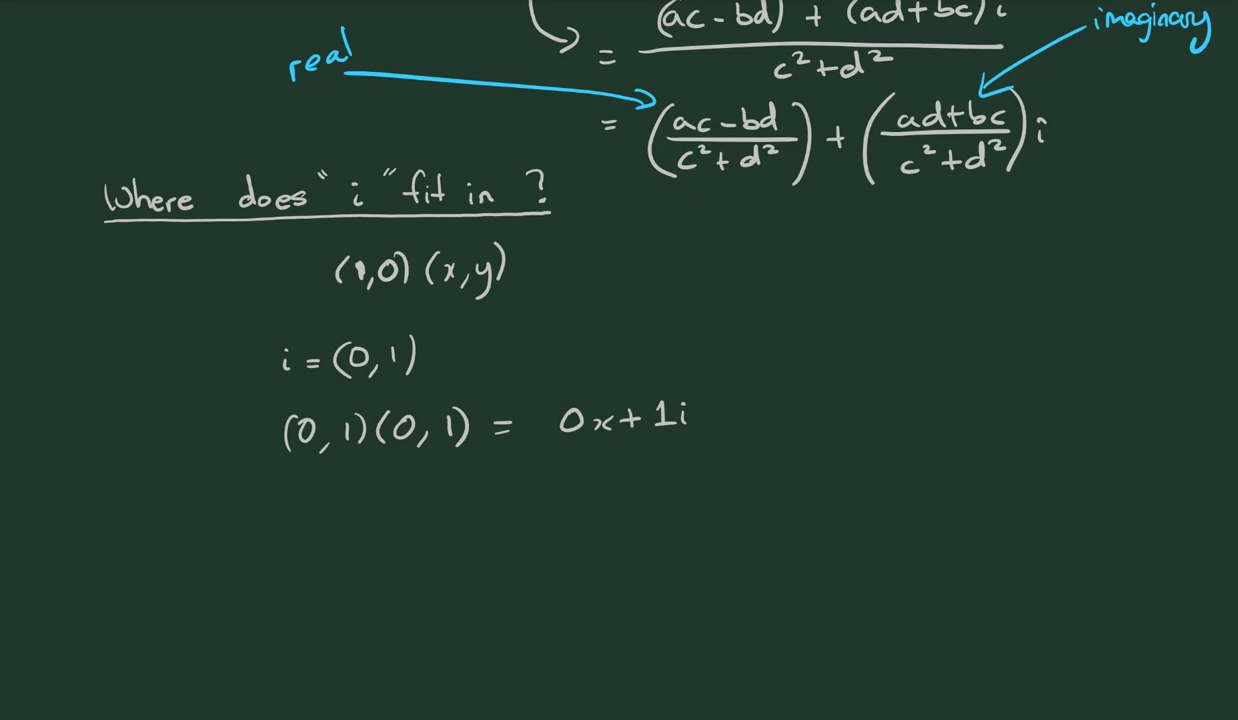 (ac - bd) + (ad + bc) i
imaginary
real
= c² + d²
= (ac - bd / c² + d²) + (ad + bc / c² + d²) i
Where does "i" fit in ?
(1,0) (x,y)
i = (0, 1)
(0, 1)(0, 1) = 0x + 1i